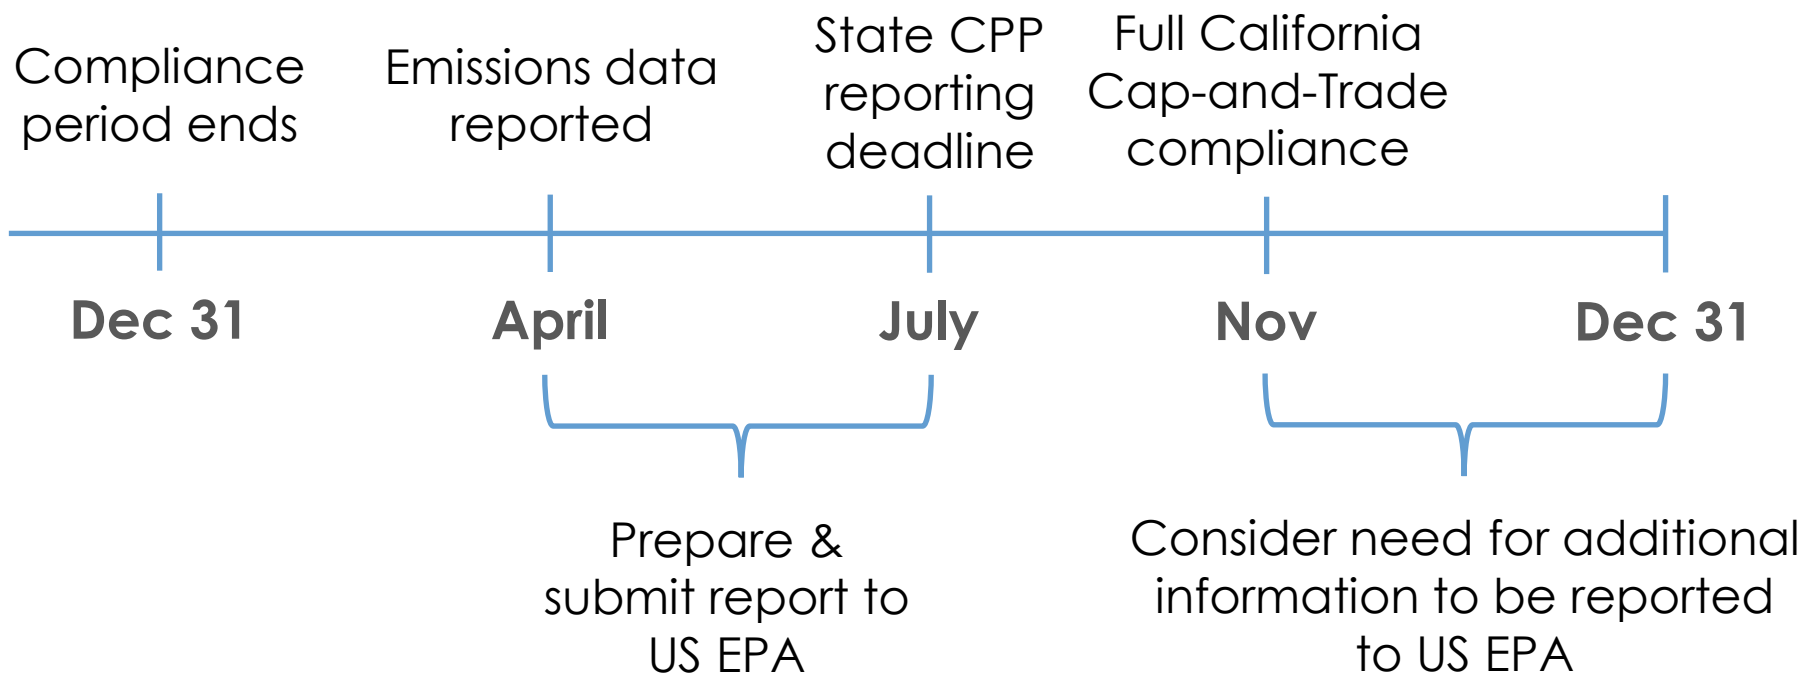 Compliance
period ends
Emissions data
reported
State CPP
reporting
deadline
Full California
Cap-and-Trade
compliance
Dec 31
April
July
Nov
Dec 31
Prepare &
submit report to
US EPA
Consider need for additional
information to be reported
to US EPA